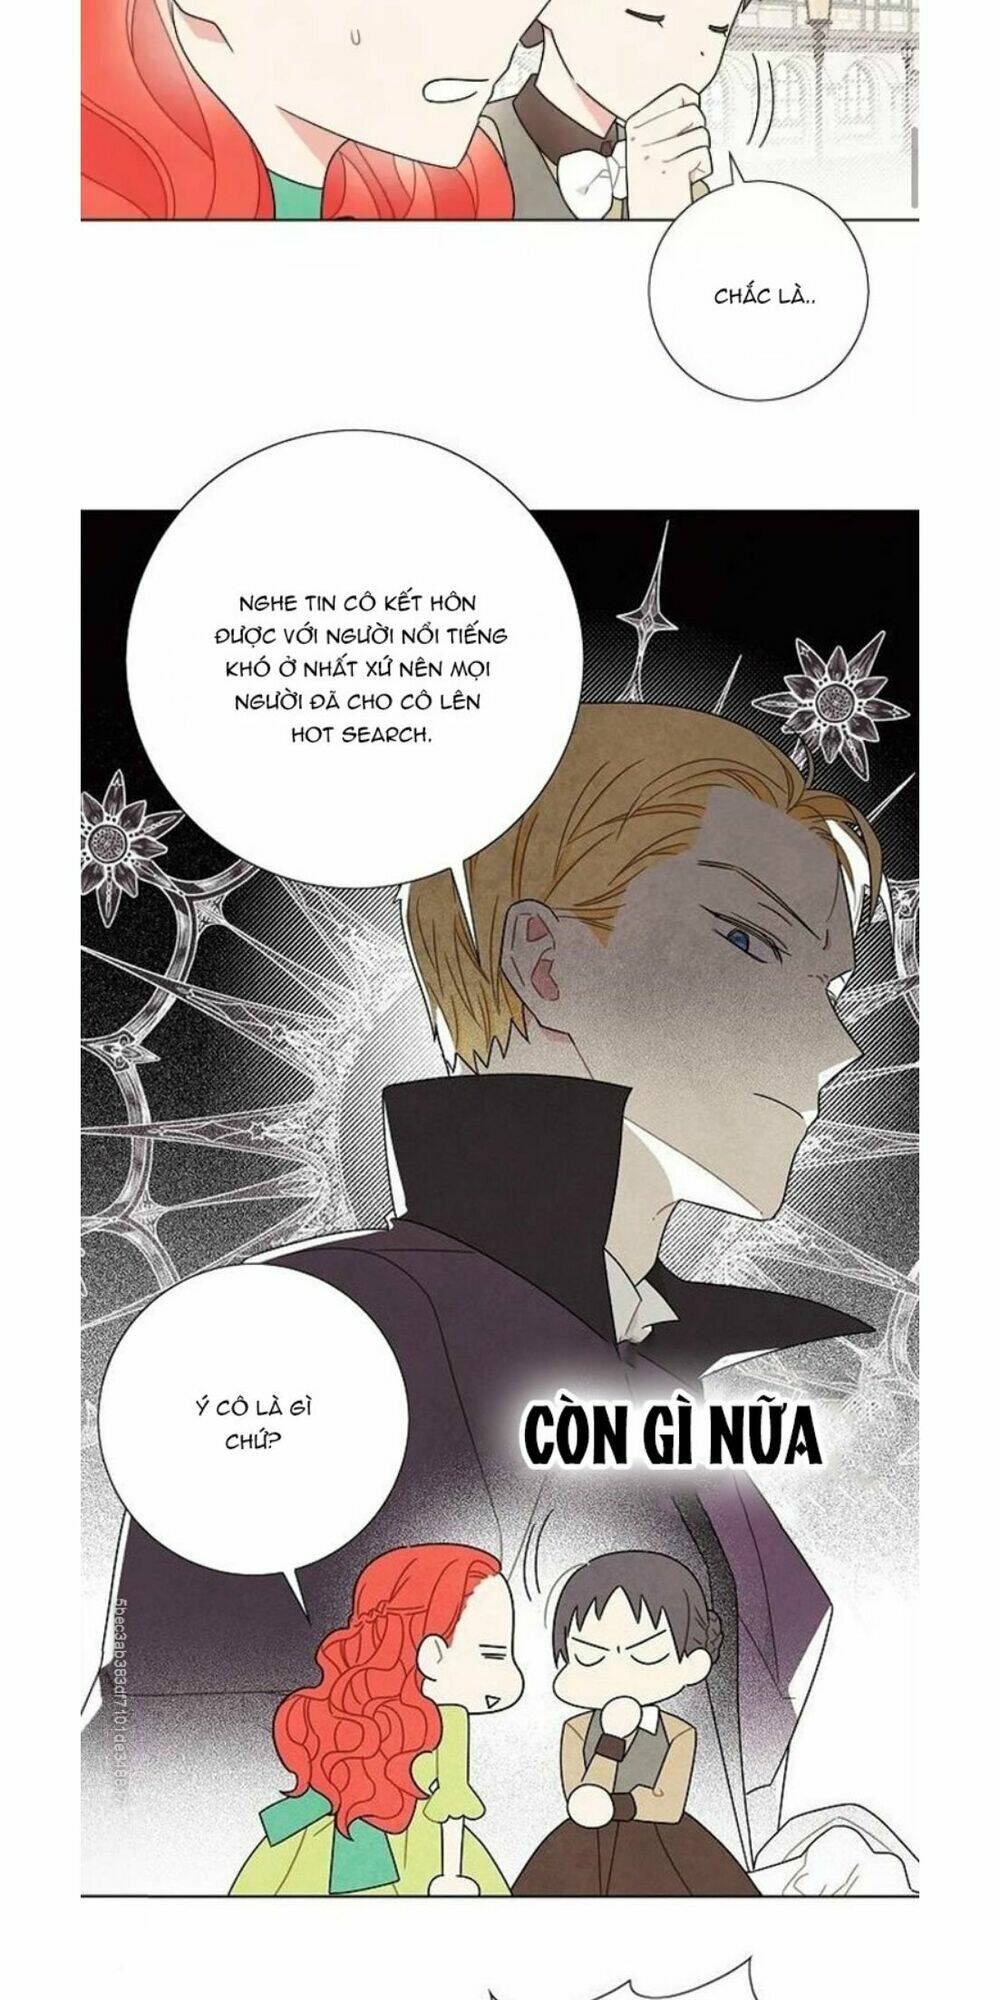 CHẮC LÀ..
NGHE TIN CÔ KẾT HÔN
ĐƯỢC VỚI NGƯỜI NỔI TIẾNG
KHÓ Ở NHẤT XỨ NÊN MỌI
NGƯỜI ĐÃ CHO CÔ LÊN
HOT SEARCH.
Ý CÔ LÀ GÌ
CHỨ?
CÒN GÌ NỮA